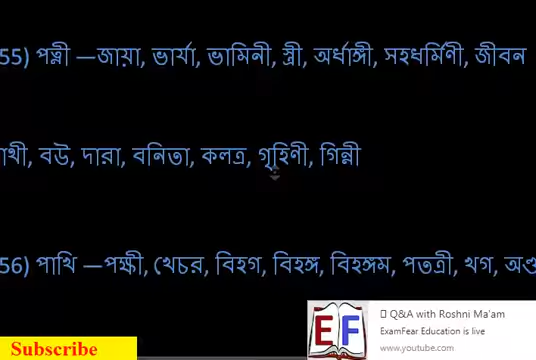 55) পত্নী —জায়া, ভার্যা, ভামিনী, স্ত্রী, অর্ধাঙ্গী, সহধর্মিণী, জীবন
াথী, বউ, দারা, বনিতা, কলত্র, গৃহিণী, গিন্নী
56) পাখি —পক্ষী, খেচর, বিহগ, বিহঙ্গ, বিহঙ্গম, পতত্রী, খগ, অণ্ড
Q&A with Roshni Ma'am
ExamFear Education is live
www.youtube.com
EF
Subscribe